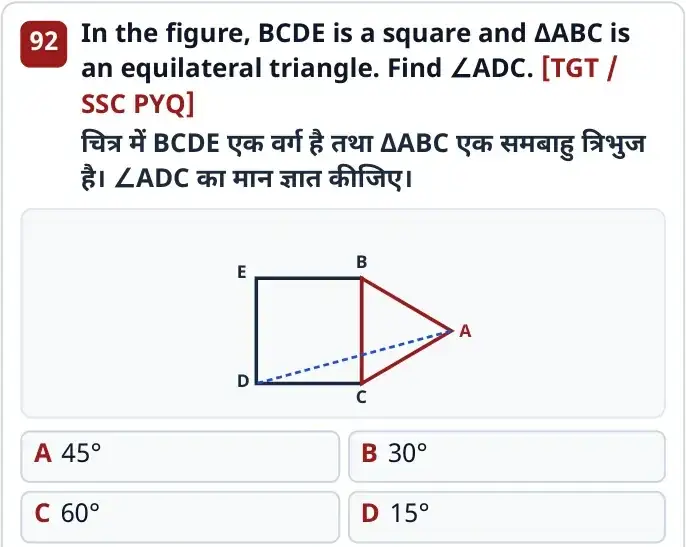 92 In the figure, BCDE is a square and ΔABC is
an equilateral triangle. Find ∠ADC. [TGT /
SSC PYQ]
चित्र में BCDE एक वर्ग है तथा ΔABC एक समबाहु त्रिभुज
है। ∠ADC का मान ज्ञात कीजिए।
E B
A
D C
A 45° B 30°
C 60° D 15°